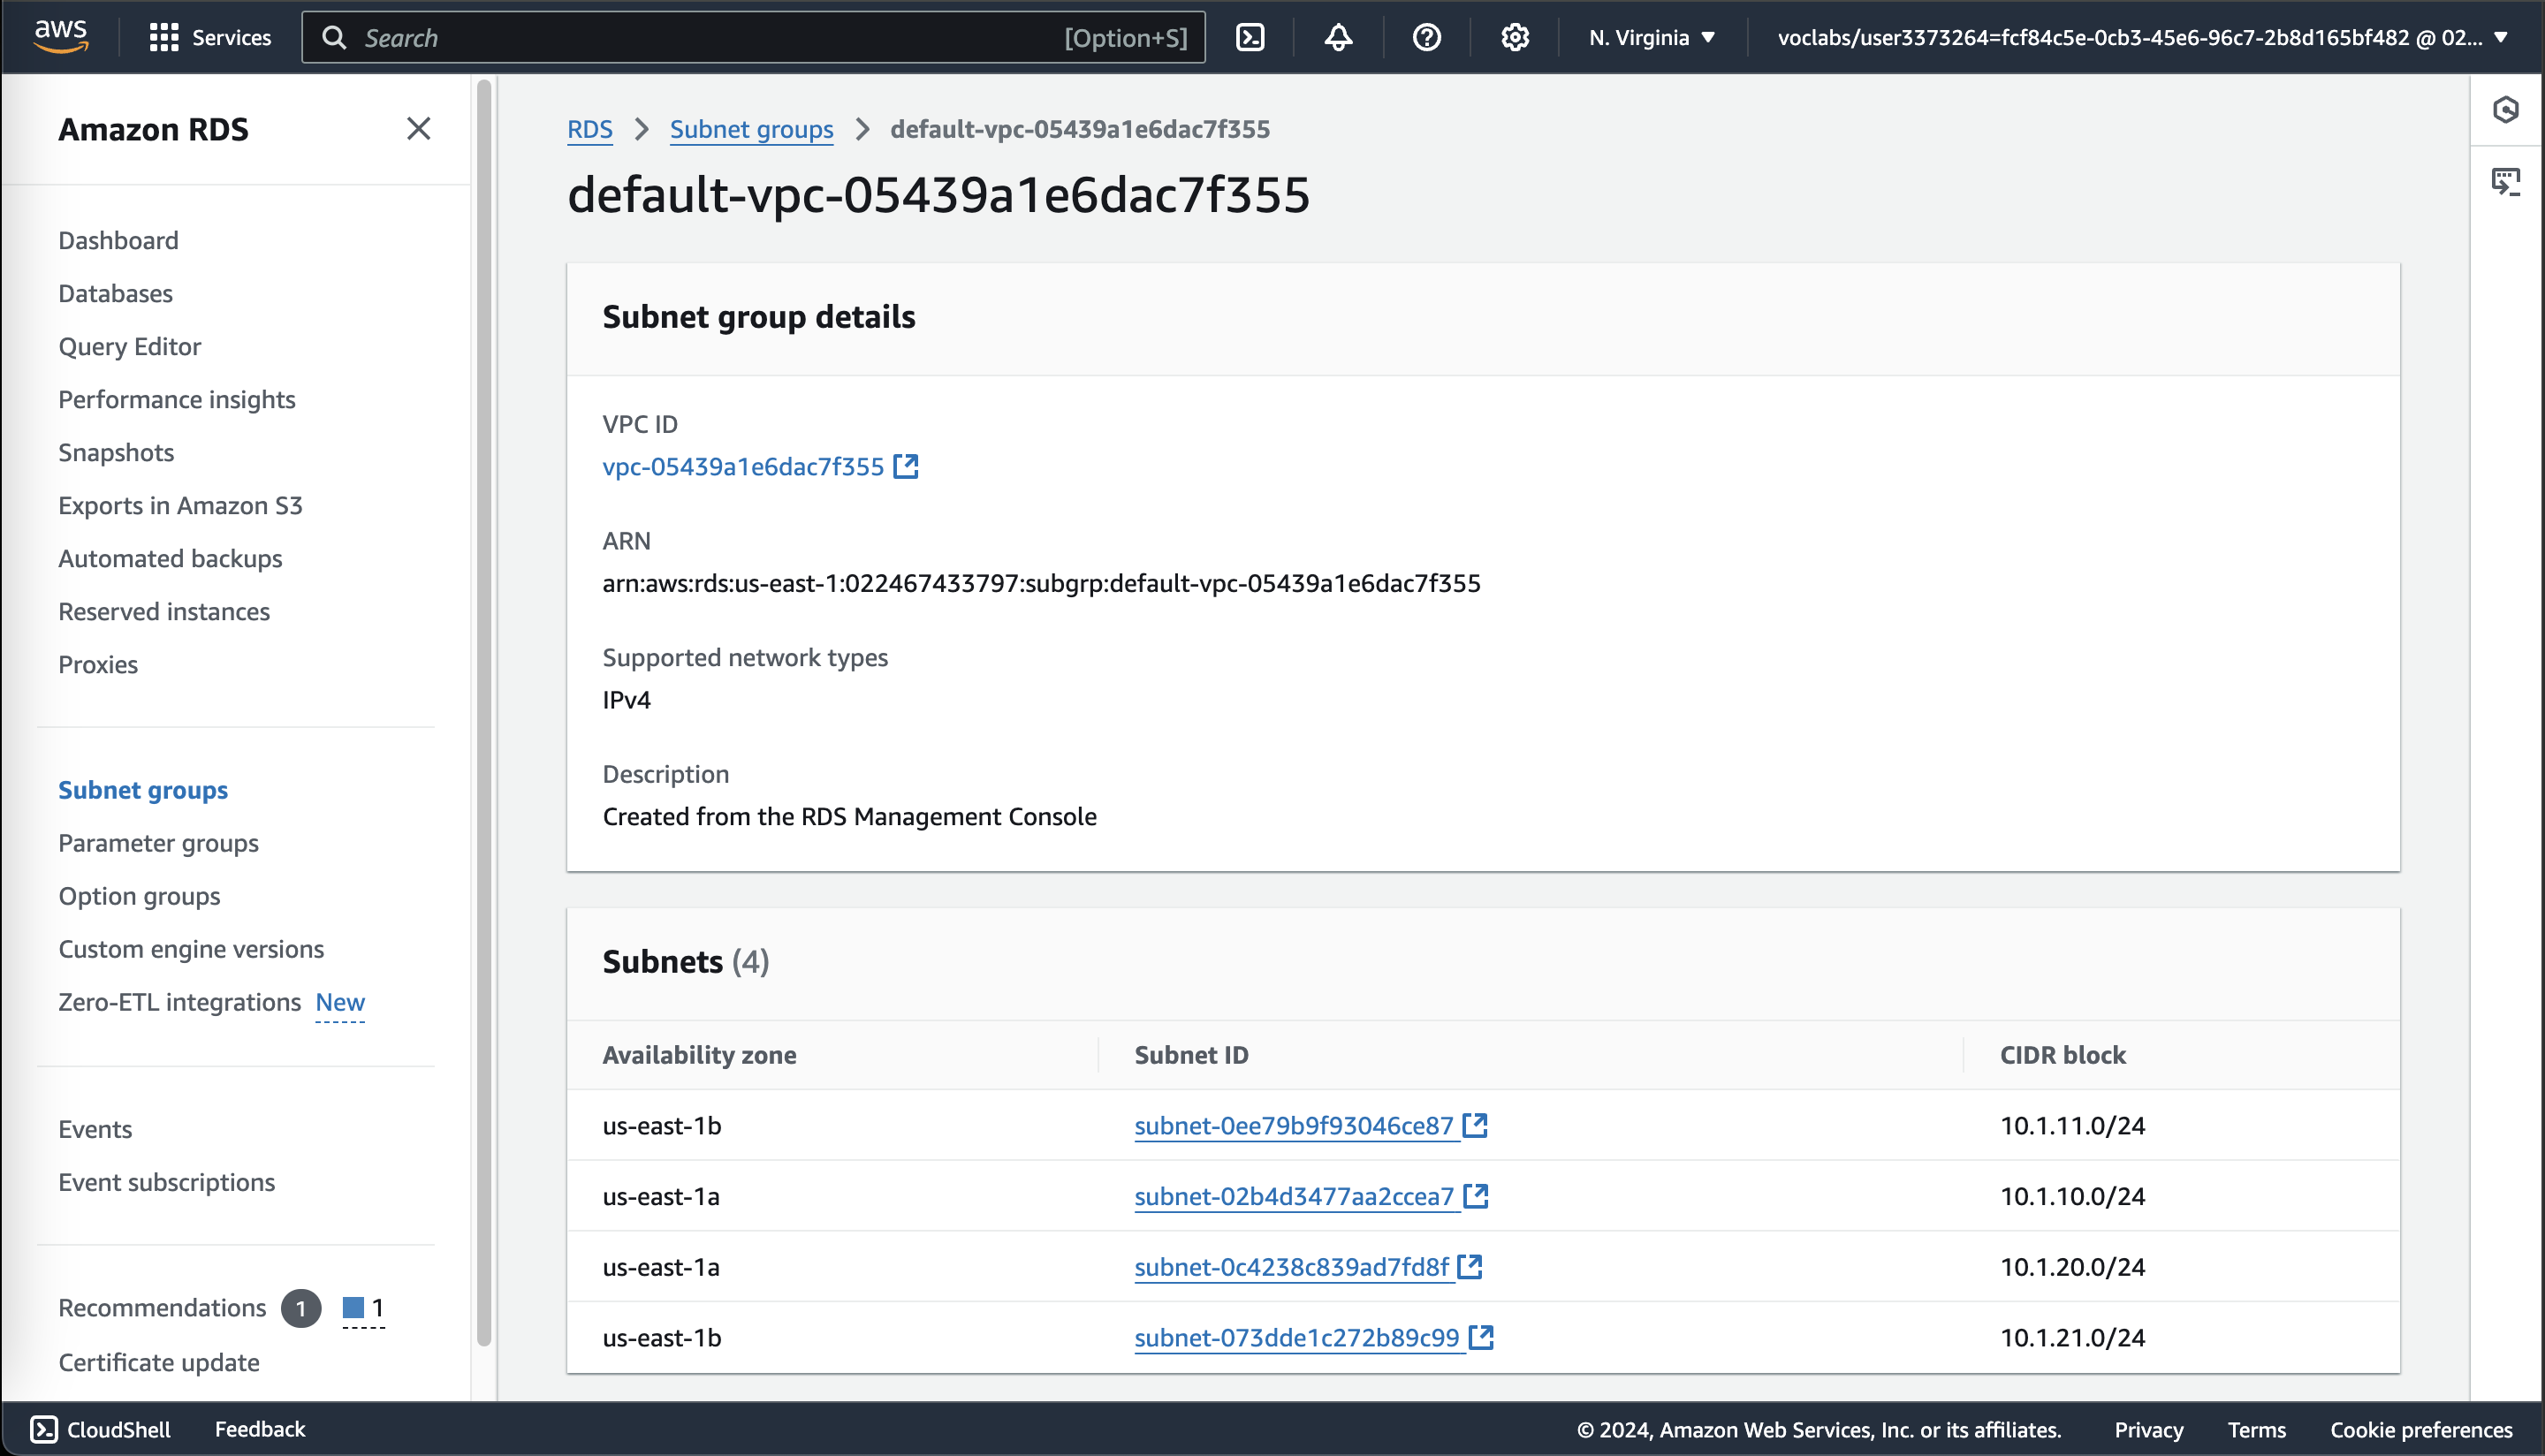 aws
Services
Search
[Option+S]
N. Virginia
voclabs/user3373264=fcf84c5e-0cb3-45e6-96c7-2b8d165bf482 @ 02...
Amazon RDS
Dashboard
Databases
Query Editor
Performance insights
Snapshots
Exports in Amazon S3
Automated backups
Reserved instances
Proxies
Subnet groups
Parameter groups
Option groups
Custom engine versions
Zero-ETL integrations New
Events
Event subscriptions
Recommendations 1 1
Certificate update
RDS > Subnet groups > default-vpc-05439a1e6dac7f355
default-vpc-05439a1e6dac7f355
Subnet group details
VPC ID
vpc-05439a1e6dac7f355
ARN
arn:aws:rds:us-east-1:022467433797:subgrp:default-vpc-05439a1e6dac7f355
Supported network types
IPv4
Description
Created from the RDS Management Console
Subnets (4)
Availability zone Subnet ID CIDR block
us-east-1b subnet-0ee79b9f93046ce87 10.1.11.0/24
us-east-1a subnet-02b4d3477aa2ccea7 10.1.10.0/24
us-east-1a subnet-0c4238c839ad7fd8f 10.1.20.0/24
us-east-1b subnet-073dde1c272b89c99 10.1.21.0/24
CloudShell
Feedback
© 2024, Amazon Web Services, Inc. or its affiliates.
Privacy
Terms
Cookie preferences